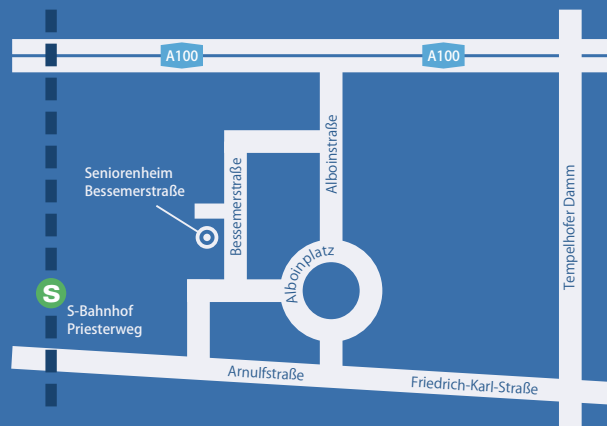 A100
A100
Seniorenheim
Bessemerstraße
Bessemerstraße
Alboinstraße
Tempelhofer Damm
Alboinplatz
S
S-Bahnhof
Priesterweg
Arnulfstraße
Friedrich-Karl-Straße